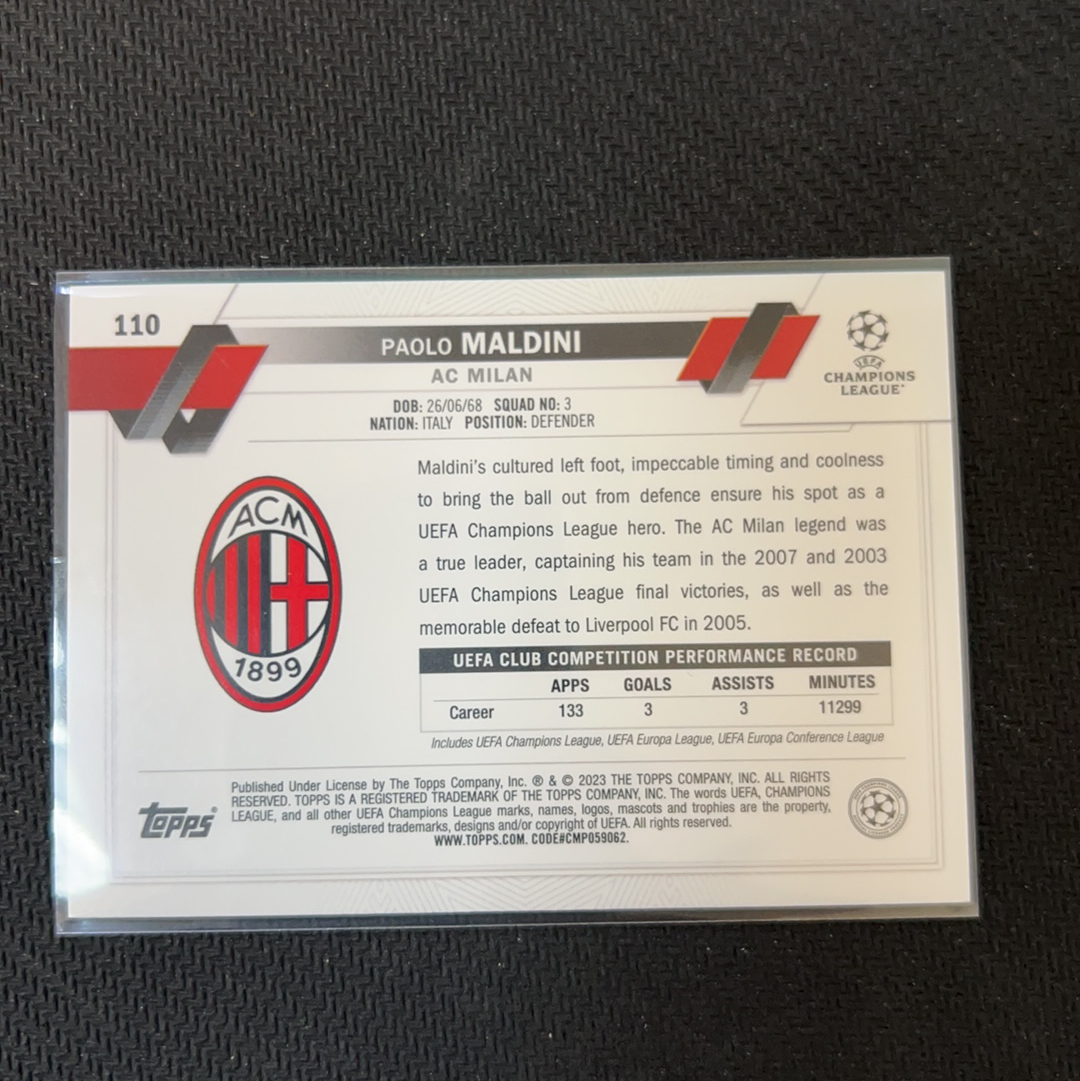 110
PAOLO MALDINI
AC MILAN
DOB: 26/06/68 SQUAD NO: 3
NATION: ITALY POSITION: DEFENDER
UEFA
CHAMPIONS
LEAGUE®
Maldini's cultured left foot, impeccable timing and coolness
to bring the ball out from defence ensure his spot as a
UEFA Champions League hero. The AC Milan legend was
a true leader, captaining his team in the 2007 and 2003
UEFA Champions League final victories, as well as the
memorable defeat to Liverpool FC in 2005.
ACM
1899
UEFA CLUB COMPETITION PERFORMANCE RECORD
APPS GOALS ASSISTS MINUTES
Career 133 3 3 11299
Includes UEFA Champions League, UEFA Europa League, UEFA Europa Conference League
Topps®
Published Under License by The Topps Company, Inc. ® & © 2023 THE TOPPS COMPANY, INC. ALL RIGHTS
RESERVED. TOPPS IS A REGISTERED TRADEMARK OF THE TOPPS COMPANY, INC. The words UEFA, CHAMPIONS
LEAGUE, and all other UEFA Champions League marks, names, logos, mascots and trophies are the property,
registered trademarks, designs and/or copyright of UEFA. All rights reserved.
WWW.TOPPS.COM. CODE#CMP059062.